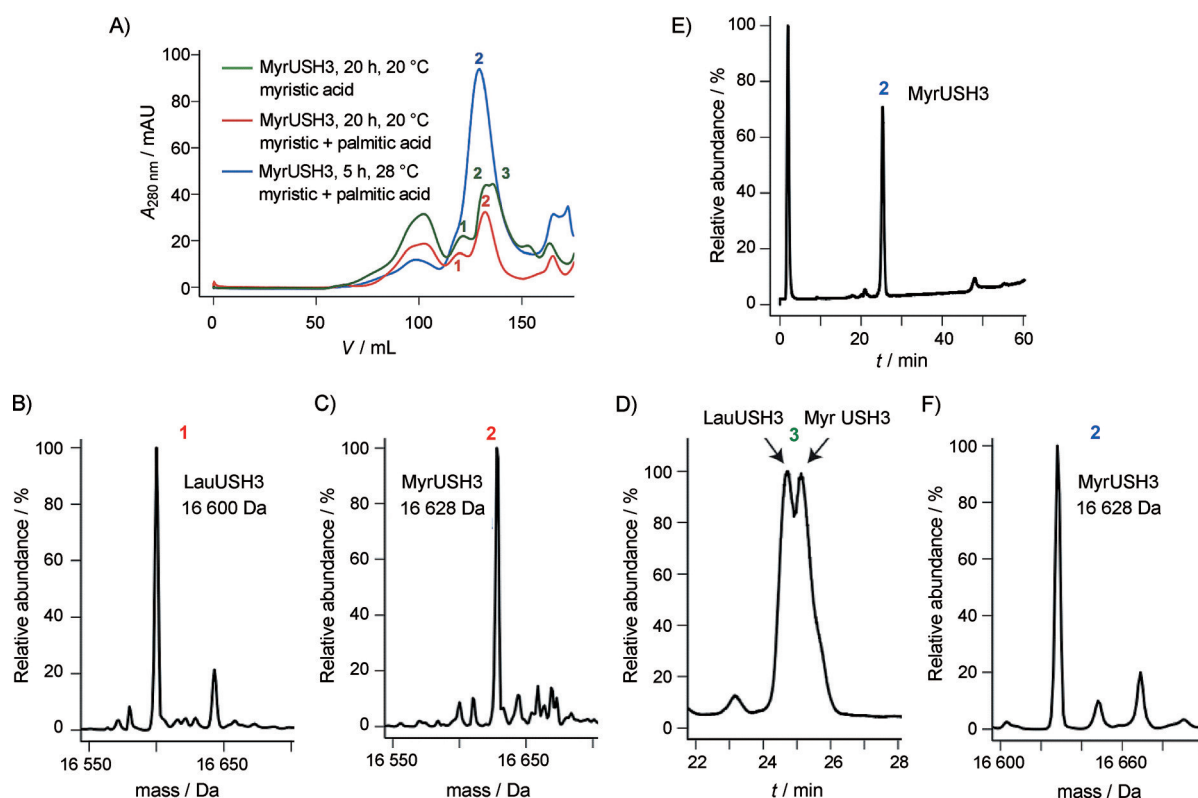 A)
100
80
60
40
20
0
A280 nm / mAU
0
50
100
150
V / mL
MyrUSH3, 20 h, 20 °C
myristic acid
MyrUSH3, 20 h, 20 °C
myristic + palmitic acid
MyrUSH3, 5 h, 28 °C
myristic + palmitic acid
2
2
3
2
1
1
E)
100
80
60
40
20
0
Relative abundance / %
0
20
40
60
t / min
2
MyrUSH3
B)
1
100
80
60
40
20
0
Relative abundance / %
LauUSH3
16 600 Da
16 550
16 650
mass / Da
C)
2
100
80
60
40
20
0
Relative abundance / %
MyrUSH3
16 628 Da
16 550
16 650
mass / Da
D)
LauUSH3
Myr USH3
3
100
80
60
40
20
0
Relative abundance / %
22
24
26
28
t / min
F)
2
100
80
60
40
20
0
Relative abundance / %
MyrUSH3
16 628 Da
16 600
16 660
mass / Da